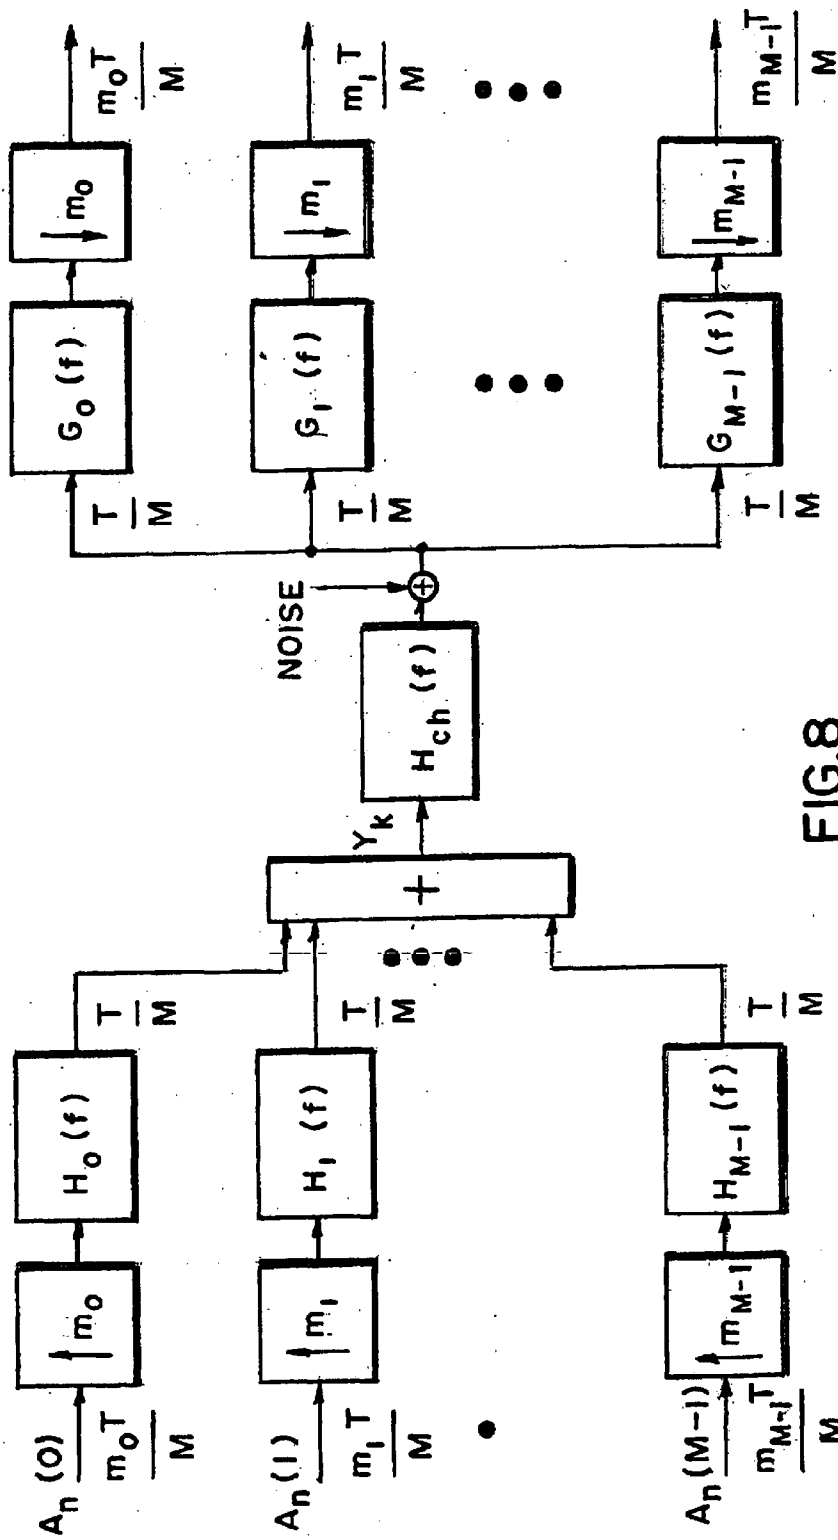 A_n(0)
m_0T/M
↑m_0
H_0(f)
T/M
A_n(1)
m_1T/M
↑m_1
H_1(f)
T/M
A_n(M-1)
m_{M-1}T/M
↑m_{M-1}
H_{M-1}(f)
T/M
+
Y_k
H_ch(f)
NOISE
+
T/M
G_0(f)
↓m_0
m_0T/M
T/M
G_1(f)
↓m_1
m_1T/M
T/M
G_{M-1}(f)
↓m_{M-1}
m_{M-1}T/M
FIG.8